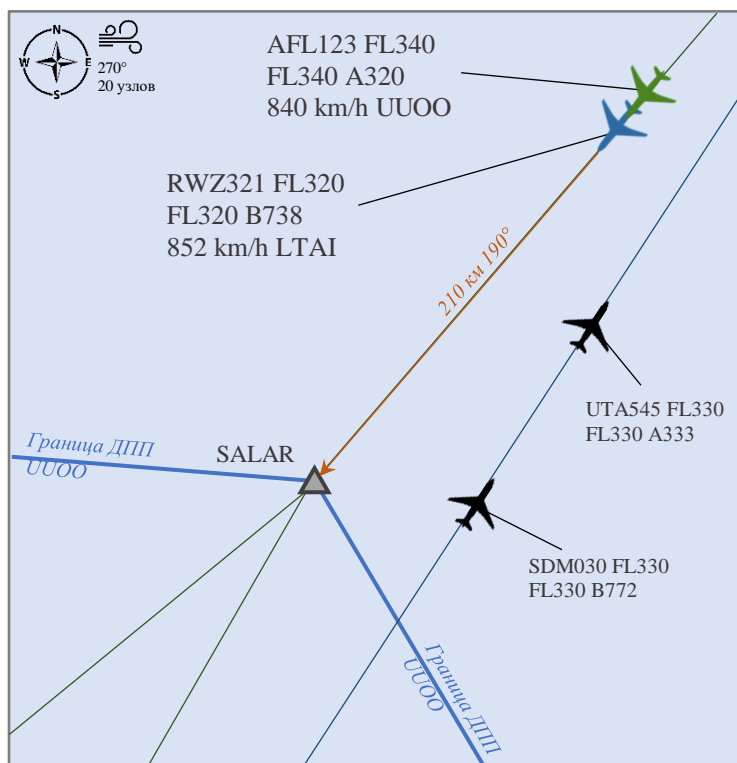 N
W
E
S
270°
20 узлов
AFL123 FL340
FL340 A320
840 km/h UUOO
RWZ321 FL320
FL320 B738
852 km/h LTAI
210 км 190°
UTA545 FL330
FL330 A333
Граница ДПП
UUOO
SALAR
SDM030 FL330
FL330 B772
Граница ДПП
UUOO